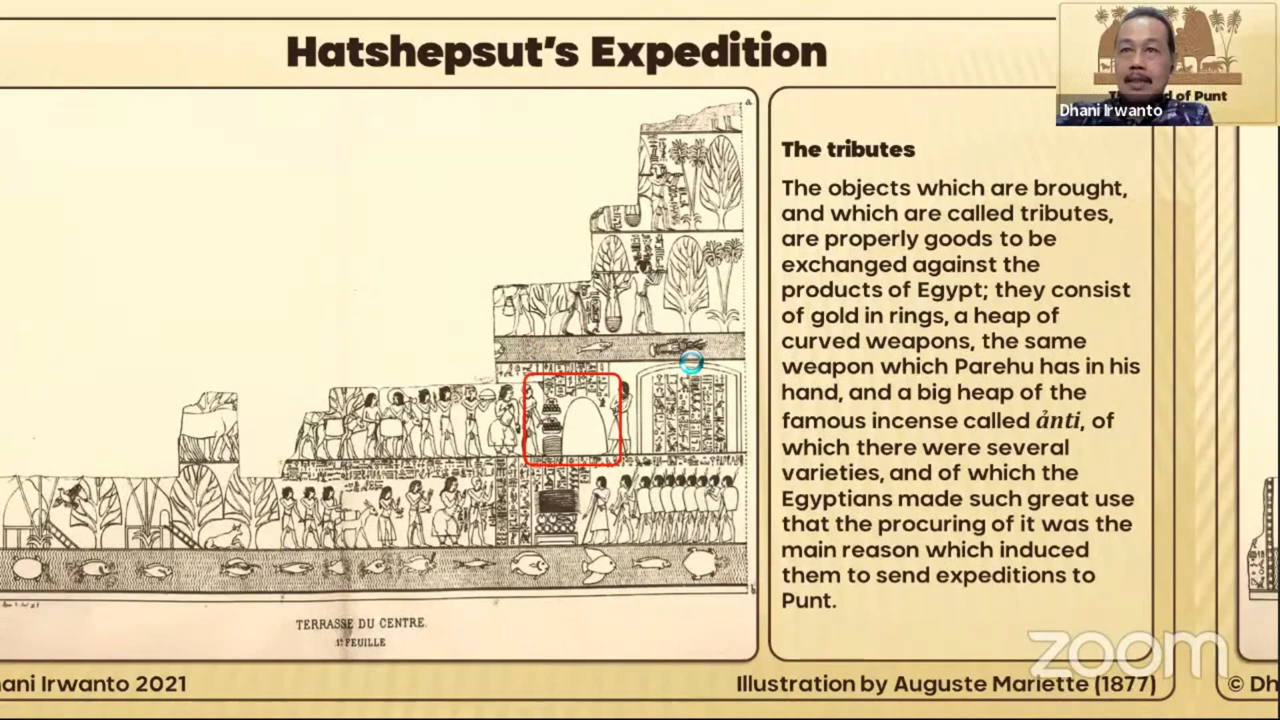 Hatshepsut's Expedition
Dhani Irwanto
of Punt
The tributes
The objects which are brought,
and which are called tributes,
are properly goods to be
exchanged against the
products of Egypt; they consist
of gold in rings, a heap of
curved weapons, the same
weapon which Parehu has in his
hand, and a big heap of the
famous incense called ảnti, of
which there were several
varieties, and of which the
Egyptians made such great use
that the procuring of it was the
main reason which induced
them to send expeditions to
Punt.
a
b
TERRASSE DU CENTRE.
1e FEUILLE
zoom
ani Irwanto 2021
Illustration by Auguste Mariette (1877)
© Dh